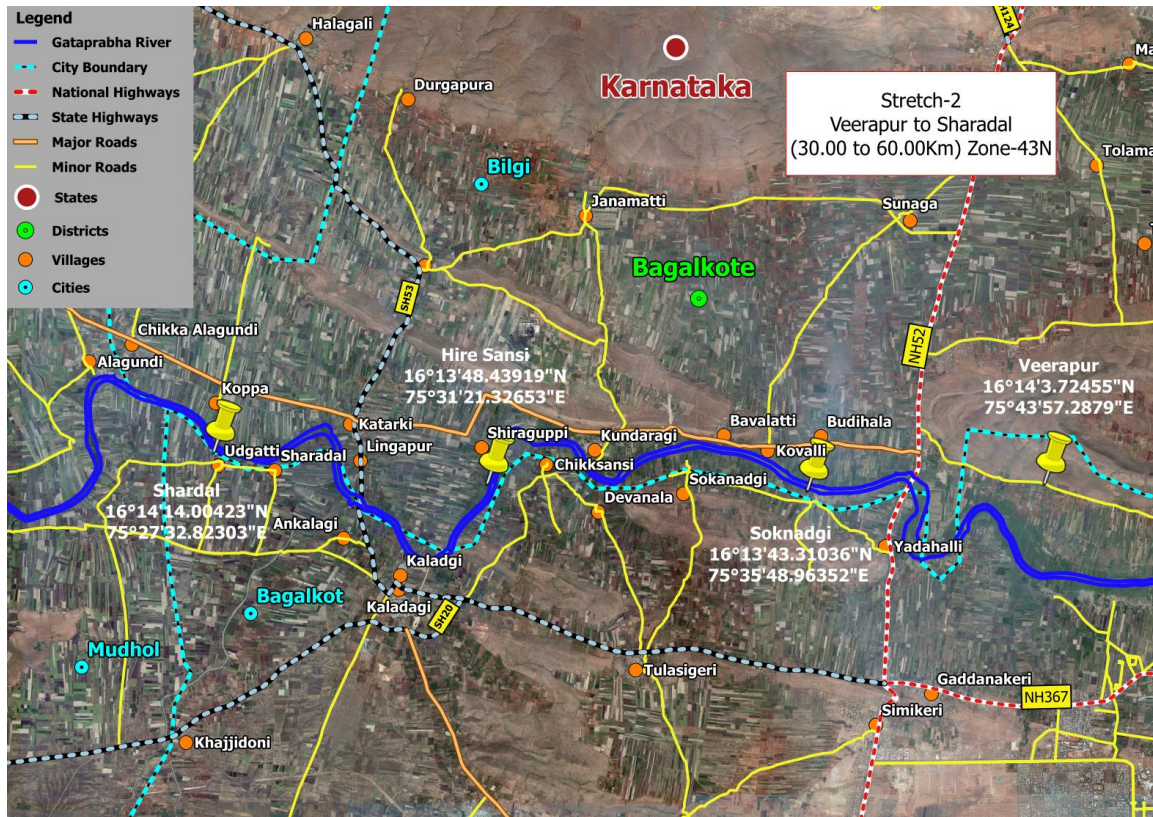 Legend
Gataprabha River
City Boundary
National Highways
State Highways
Major Roads
Minor Roads
States
Districts
Villages
Cities
Halagali
Durgapura
Karnataka
Stretch-2
Veerapur to Sharadal
(30.00 to 60.00Km) Zone-43N
Bilgi
Janamatti
Sunaga
Bagalkote
SH53
NH52
Chikka Alagundi
Alagundi
Hire Sansi
16°13'48.43919"N
75°31'21.32653"E
Veerapur
16°14'3.72455"N
75°43'57.2879"E
Koppa
Katarki
Lingapur
Shiraguppi
Kundaragi
Bavalatti
Budihala
Kovalli
Udgatti
Sharadal
Chikksansi
Sokanadgi
Devanala
Shardal
16°14'14.00423"N
75°27'32.82303"E
Ankalagi
Soknadgi
16°13'43.31036"N
75°35'48.96352"E
Yadahalli
Kaladgi
Kaladagi
SH20
Bagalkot
Mudhol
Tulasigeri
Gaddanakeri
NH367
Simikeri
Khajjidoni